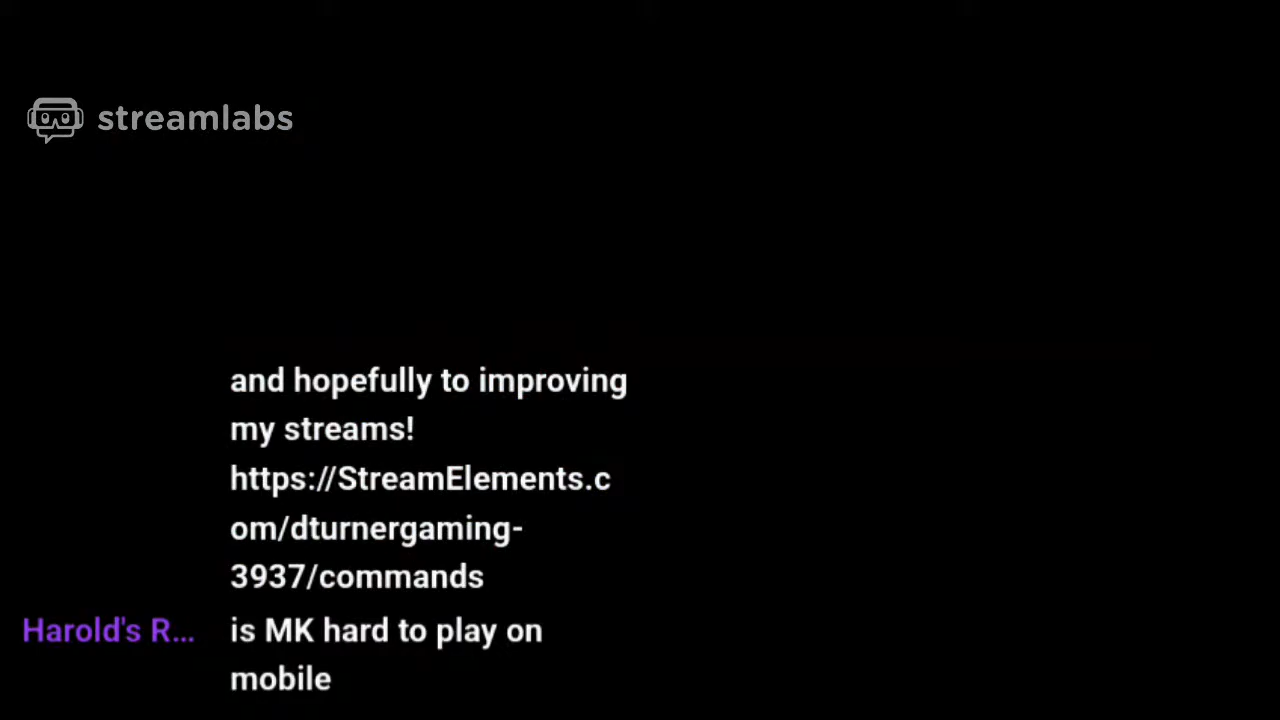 streamlabs
and hopefully to improving
my streams!
https://StreamElements.c
om/dturnergaming-
3937/commands
Harold's R... is MK hard to play on
mobile